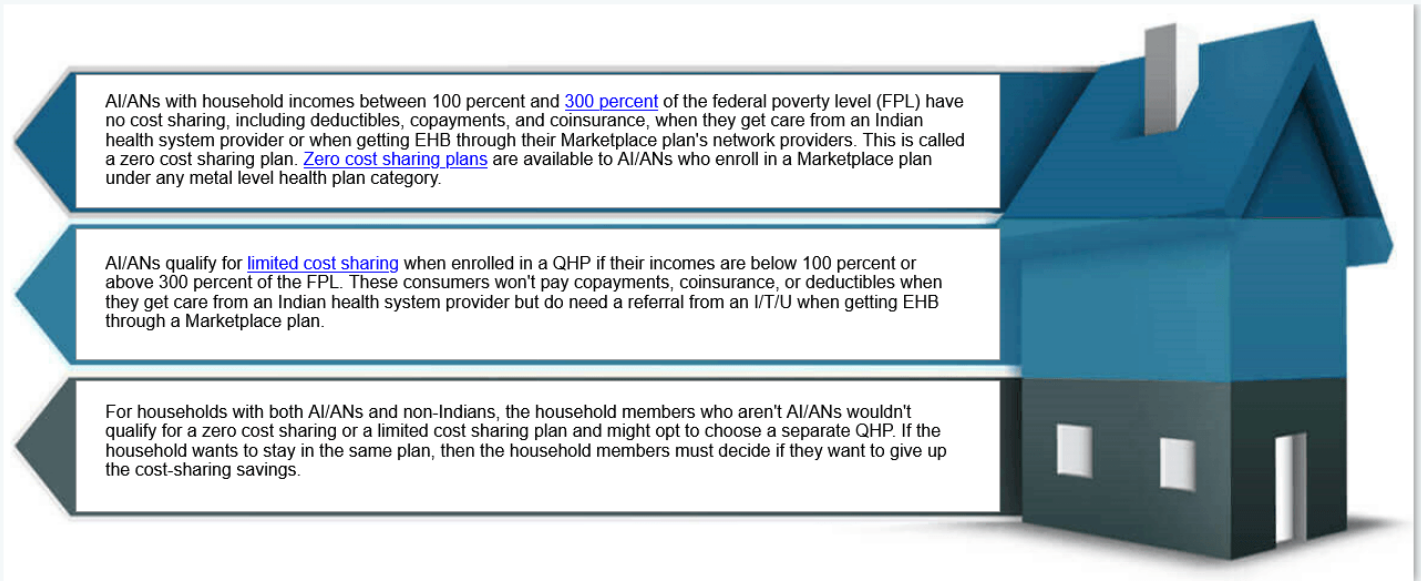 AI/ANs with household incomes between 100 percent and 300 percent of the federal poverty level (FPL) have
no cost sharing, including deductibles, copayments, and coinsurance, when they get care from an Indian
health system provider or when getting EHB through their Marketplace plan's network providers. This is called
a zero cost sharing plan. Zero cost sharing plans are available to AI/ANs who enroll in a Marketplace plan
under any metal level health plan category.
AI/ANs qualify for limited cost sharing when enrolled in a QHP if their incomes are below 100 percent or
above 300 percent of the FPL. These consumers won't pay copayments, coinsurance, or deductibles when
they get care from an Indian health system provider but do need a referral from an I/T/U when getting EHB
through a Marketplace plan.
For households with both AI/ANs and non-Indians, the household members who aren't AI/ANs wouldn't
qualify for a zero cost sharing or a limited cost sharing plan and might opt to choose a separate QHP. If the
household wants to stay in the same plan, then the household members must decide if they want to give up
the cost-sharing savings.